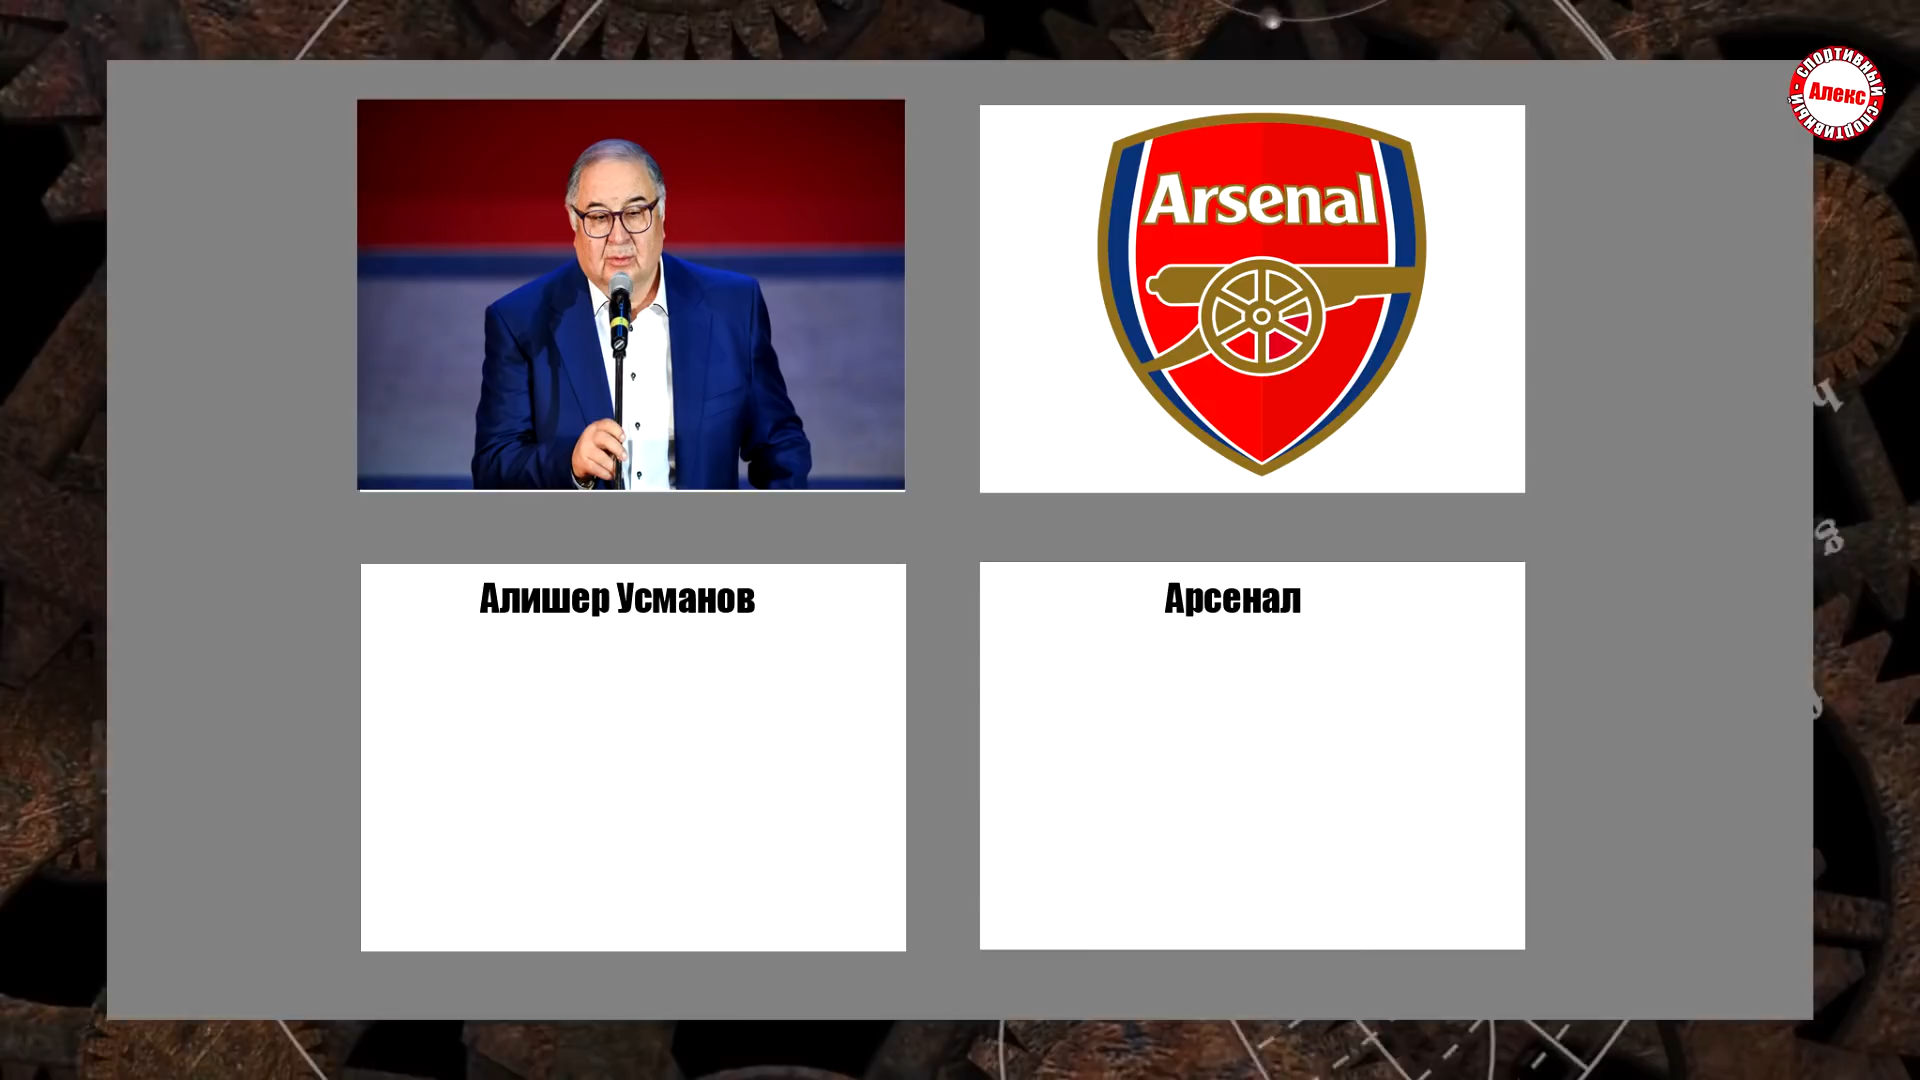 СПОРТИВНЫЙ · СПОРТИВНЫЙ ·
Алекс
Arsenal
Алишер Усманов
Арсенал